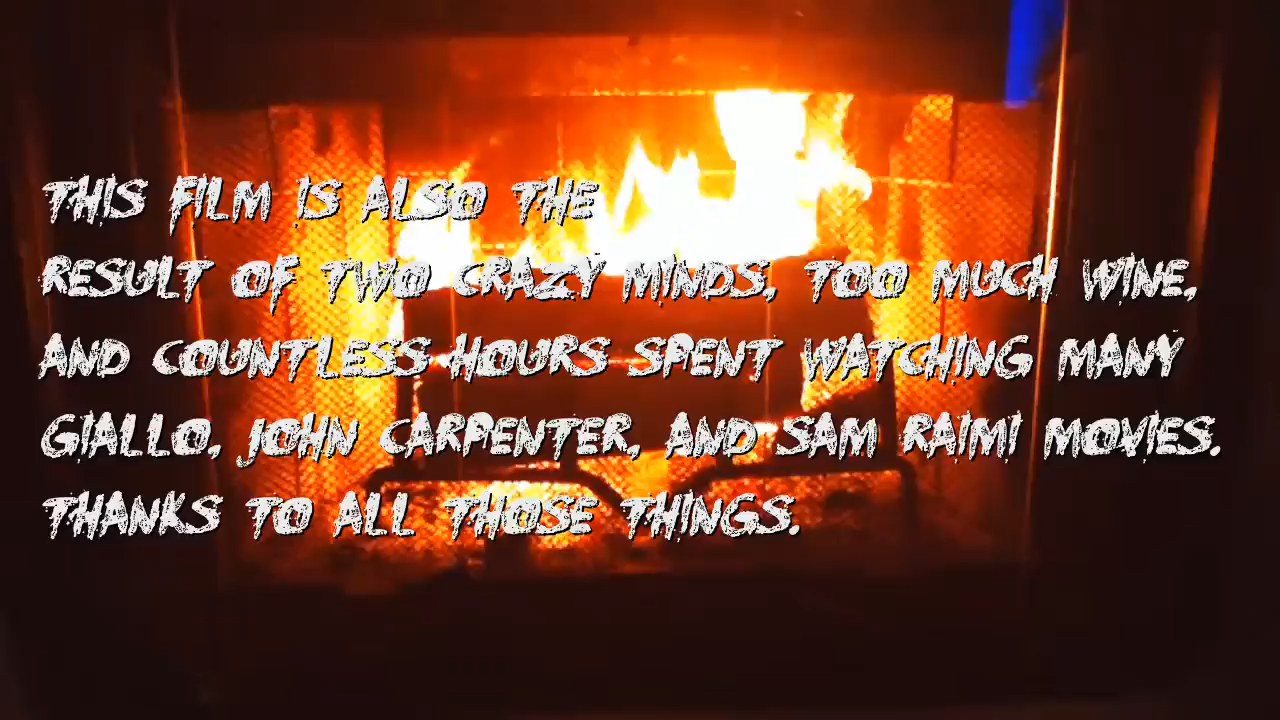 THIS FILM IS ALSO THE
RESULT OF TWO CRAZY MINDS, TOO MUCH WINE,
AND COUNTLESS HOURS SPENT WATCHING MANY
GIALLO, JOHN CARPENTER, AND SAM RAIMI MOVIES.
THANKS TO ALL THOSE THINGS.